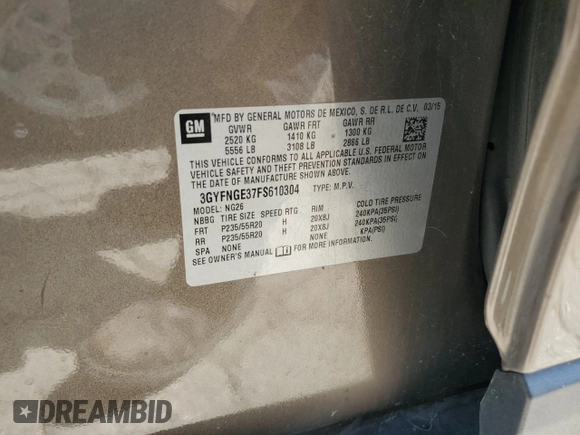 GM
MFD BY GENERAL MOTORS DE MEXICO, S. DE R.L. DE C.V. 03/15
GVWR GAWR FRT GAWR RR
2520 KG 1410 KG 1300 KG
5556 LB 3108 LB 2866 LB
THIS VEHICLE CONFORMS TO ALL APPLICABLE U.S. FEDERAL MOTOR
VEHICLE SAFETY AND THEFT PREVENTION STANDARDS IN EFFECT ON
THE DATE OF MANUFACTURE SHOWN ABOVE.
3GYFNGE37FS610304 TYPE: M.P.V.
MODEL: NG26
NBBG TIRE SIZE SPEED RTG RIM COLD TIRE PRESSURE
FRT P235/55R20 H 20X8J 240KPA(35PSI)
RR P235/55R20 H 20X8J 240KPA(35PSI)
SPA NONE NONE KPA(PSI)
SEE OWNER'S MANUAL FOR MORE INFORMATION.
DREAMBID